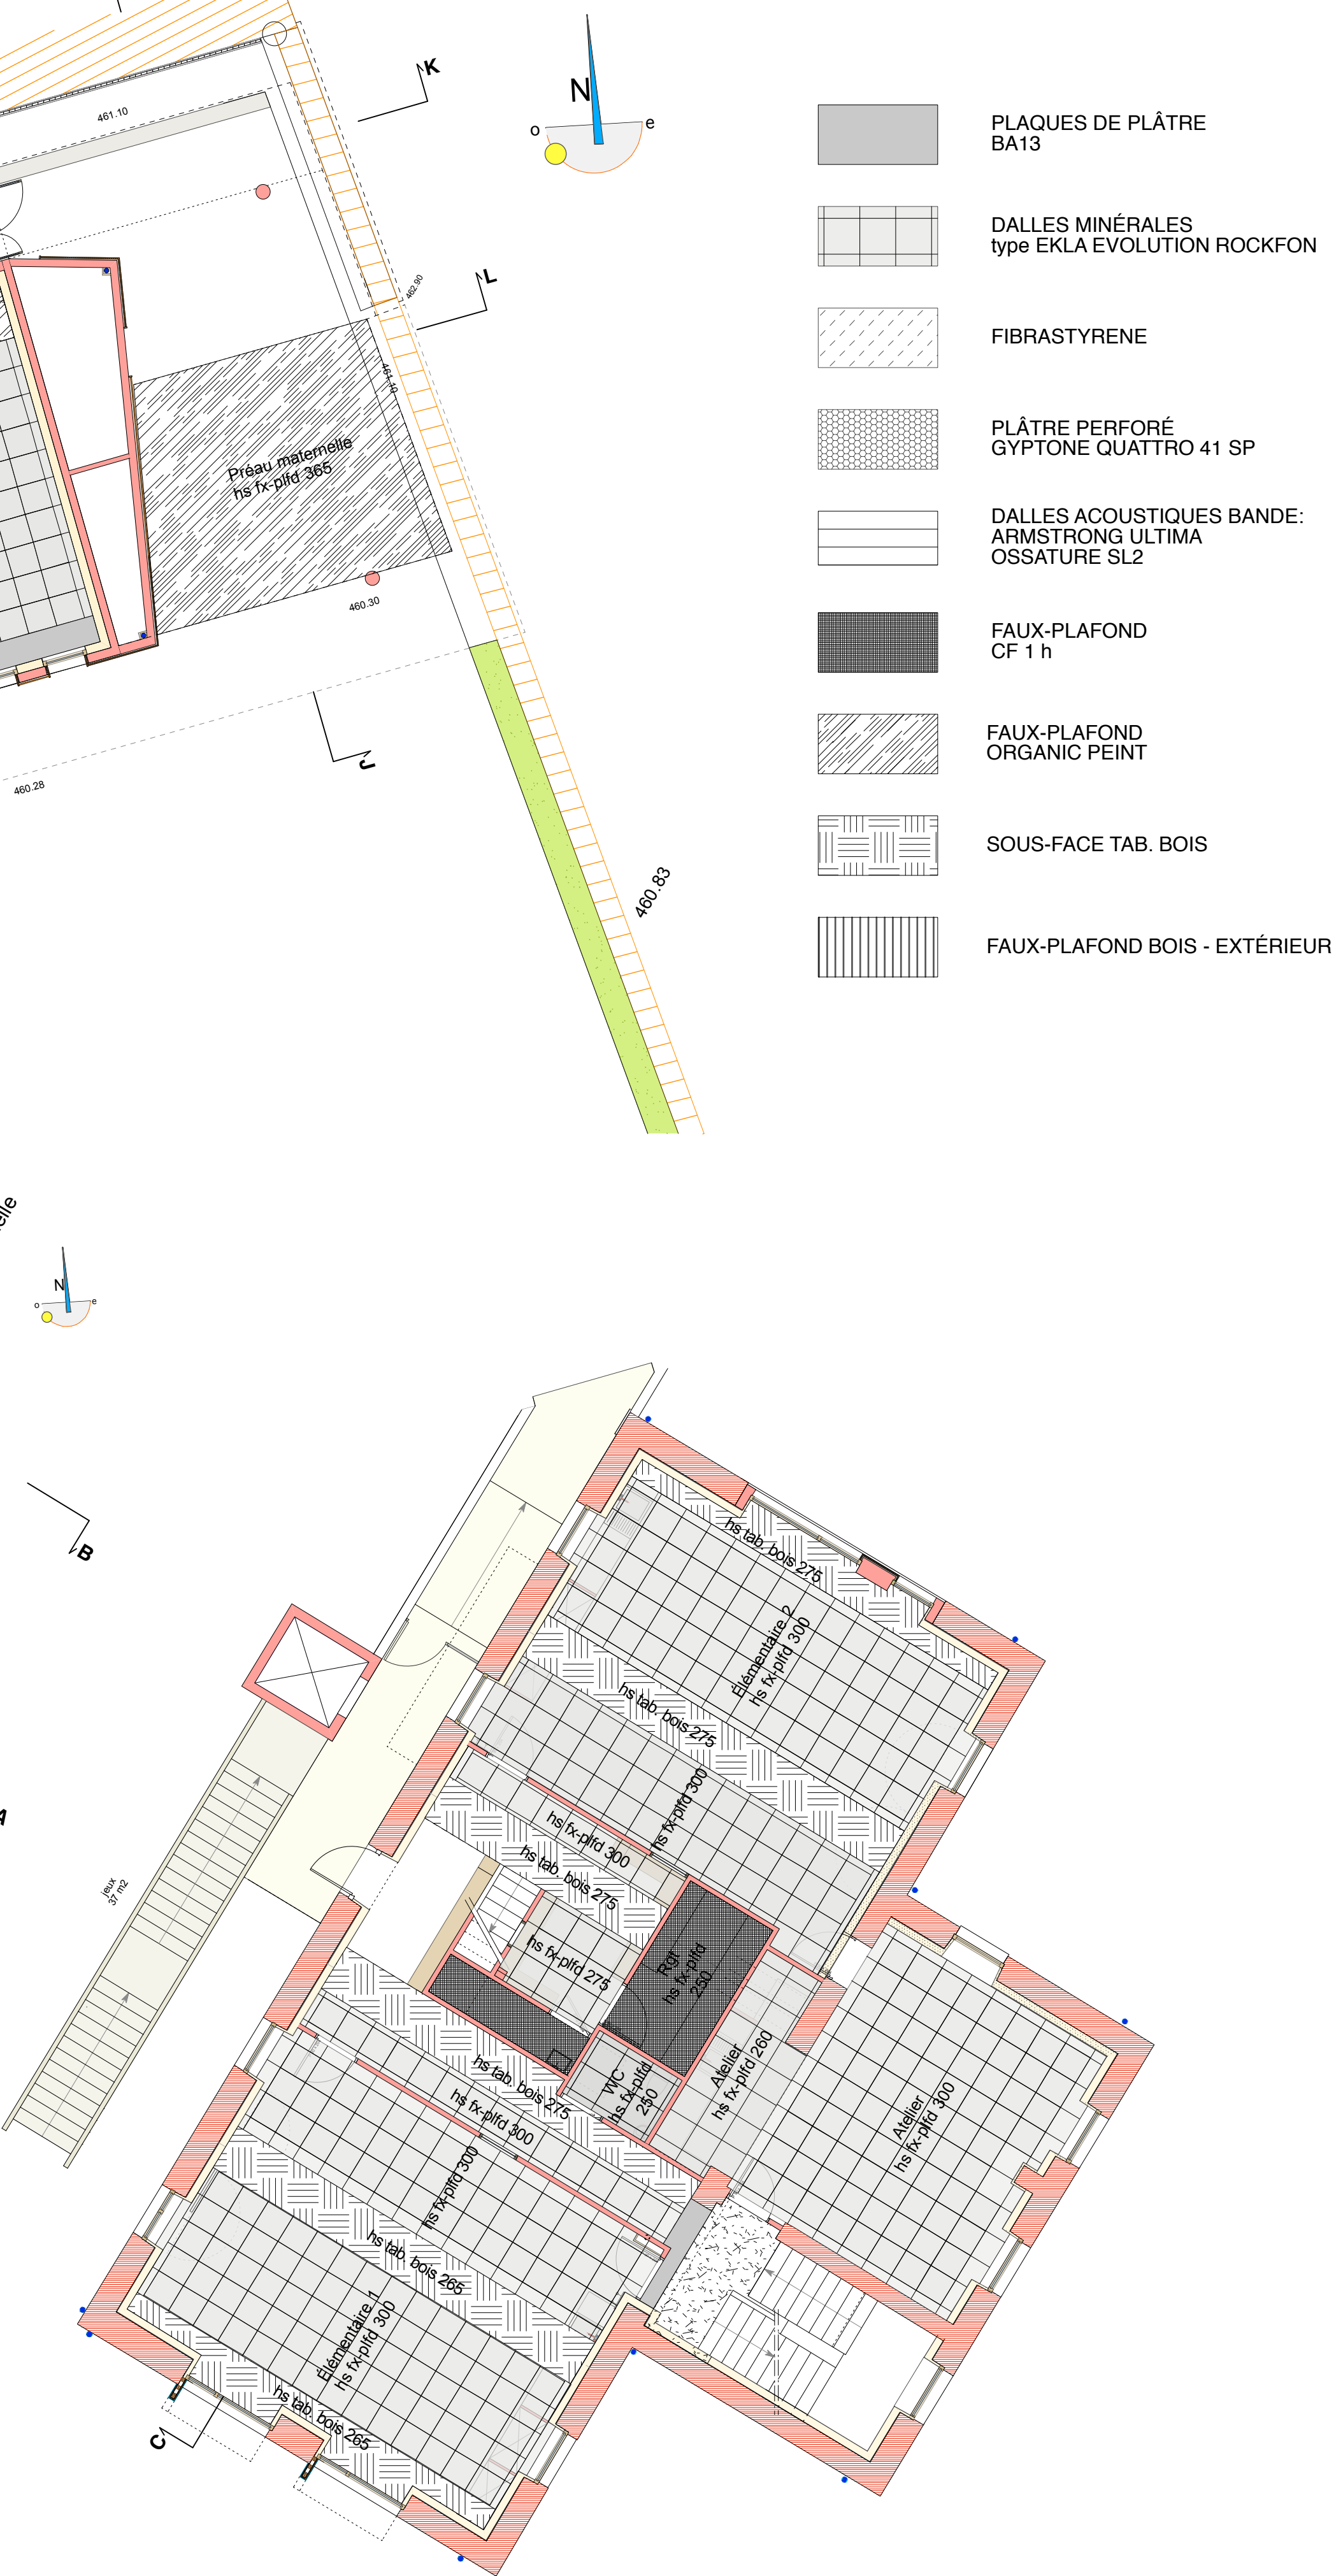 461.10
K
N
o
e
L
462.90
461.10
Préau maternelle
hs fx-plfd 365
460.30
J
460.28
460.83
PLAQUES DE PLÂTRE
BA13
DALLES MINÉRALES
type EKLA EVOLUTION ROCKFON
FIBRASTYRENE
PLÂTRE PERFORÉ
GYPTONE QUATTRO 41 SP
DALLES ACOUSTIQUES BANDE:
ARMSTRONG ULTIMA
OSSATURE SL2
FAUX-PLAFOND
CF 1 h
FAUX-PLAFOND
ORGANIC PEINT
SOUS-FACE TAB. BOIS
FAUX-PLAFOND BOIS - EXTÉRIEUR
elle
N
o
e
B
A
jeux
37 m2
hs tab. bois 275
Élémentaire 2
hs fx-plfd 300
hs tab. bois 275
hs fx-plfd 300
hs fx-plfd 300
hs tab. bois 275
hs fx-plfd 275
Rgt
hs fx-plfd
250
WC
hs fx-plfd
250
Atelier
hs fx-plfd 260
Atelier
hs fx-plfd 300
hs tab. bois 275
hs fx-plfd 300
hs fx-plfd 300
hs tab. bois 265
Élémentaire 1
hs fx-plfd 300
hs tab. bois 265
C